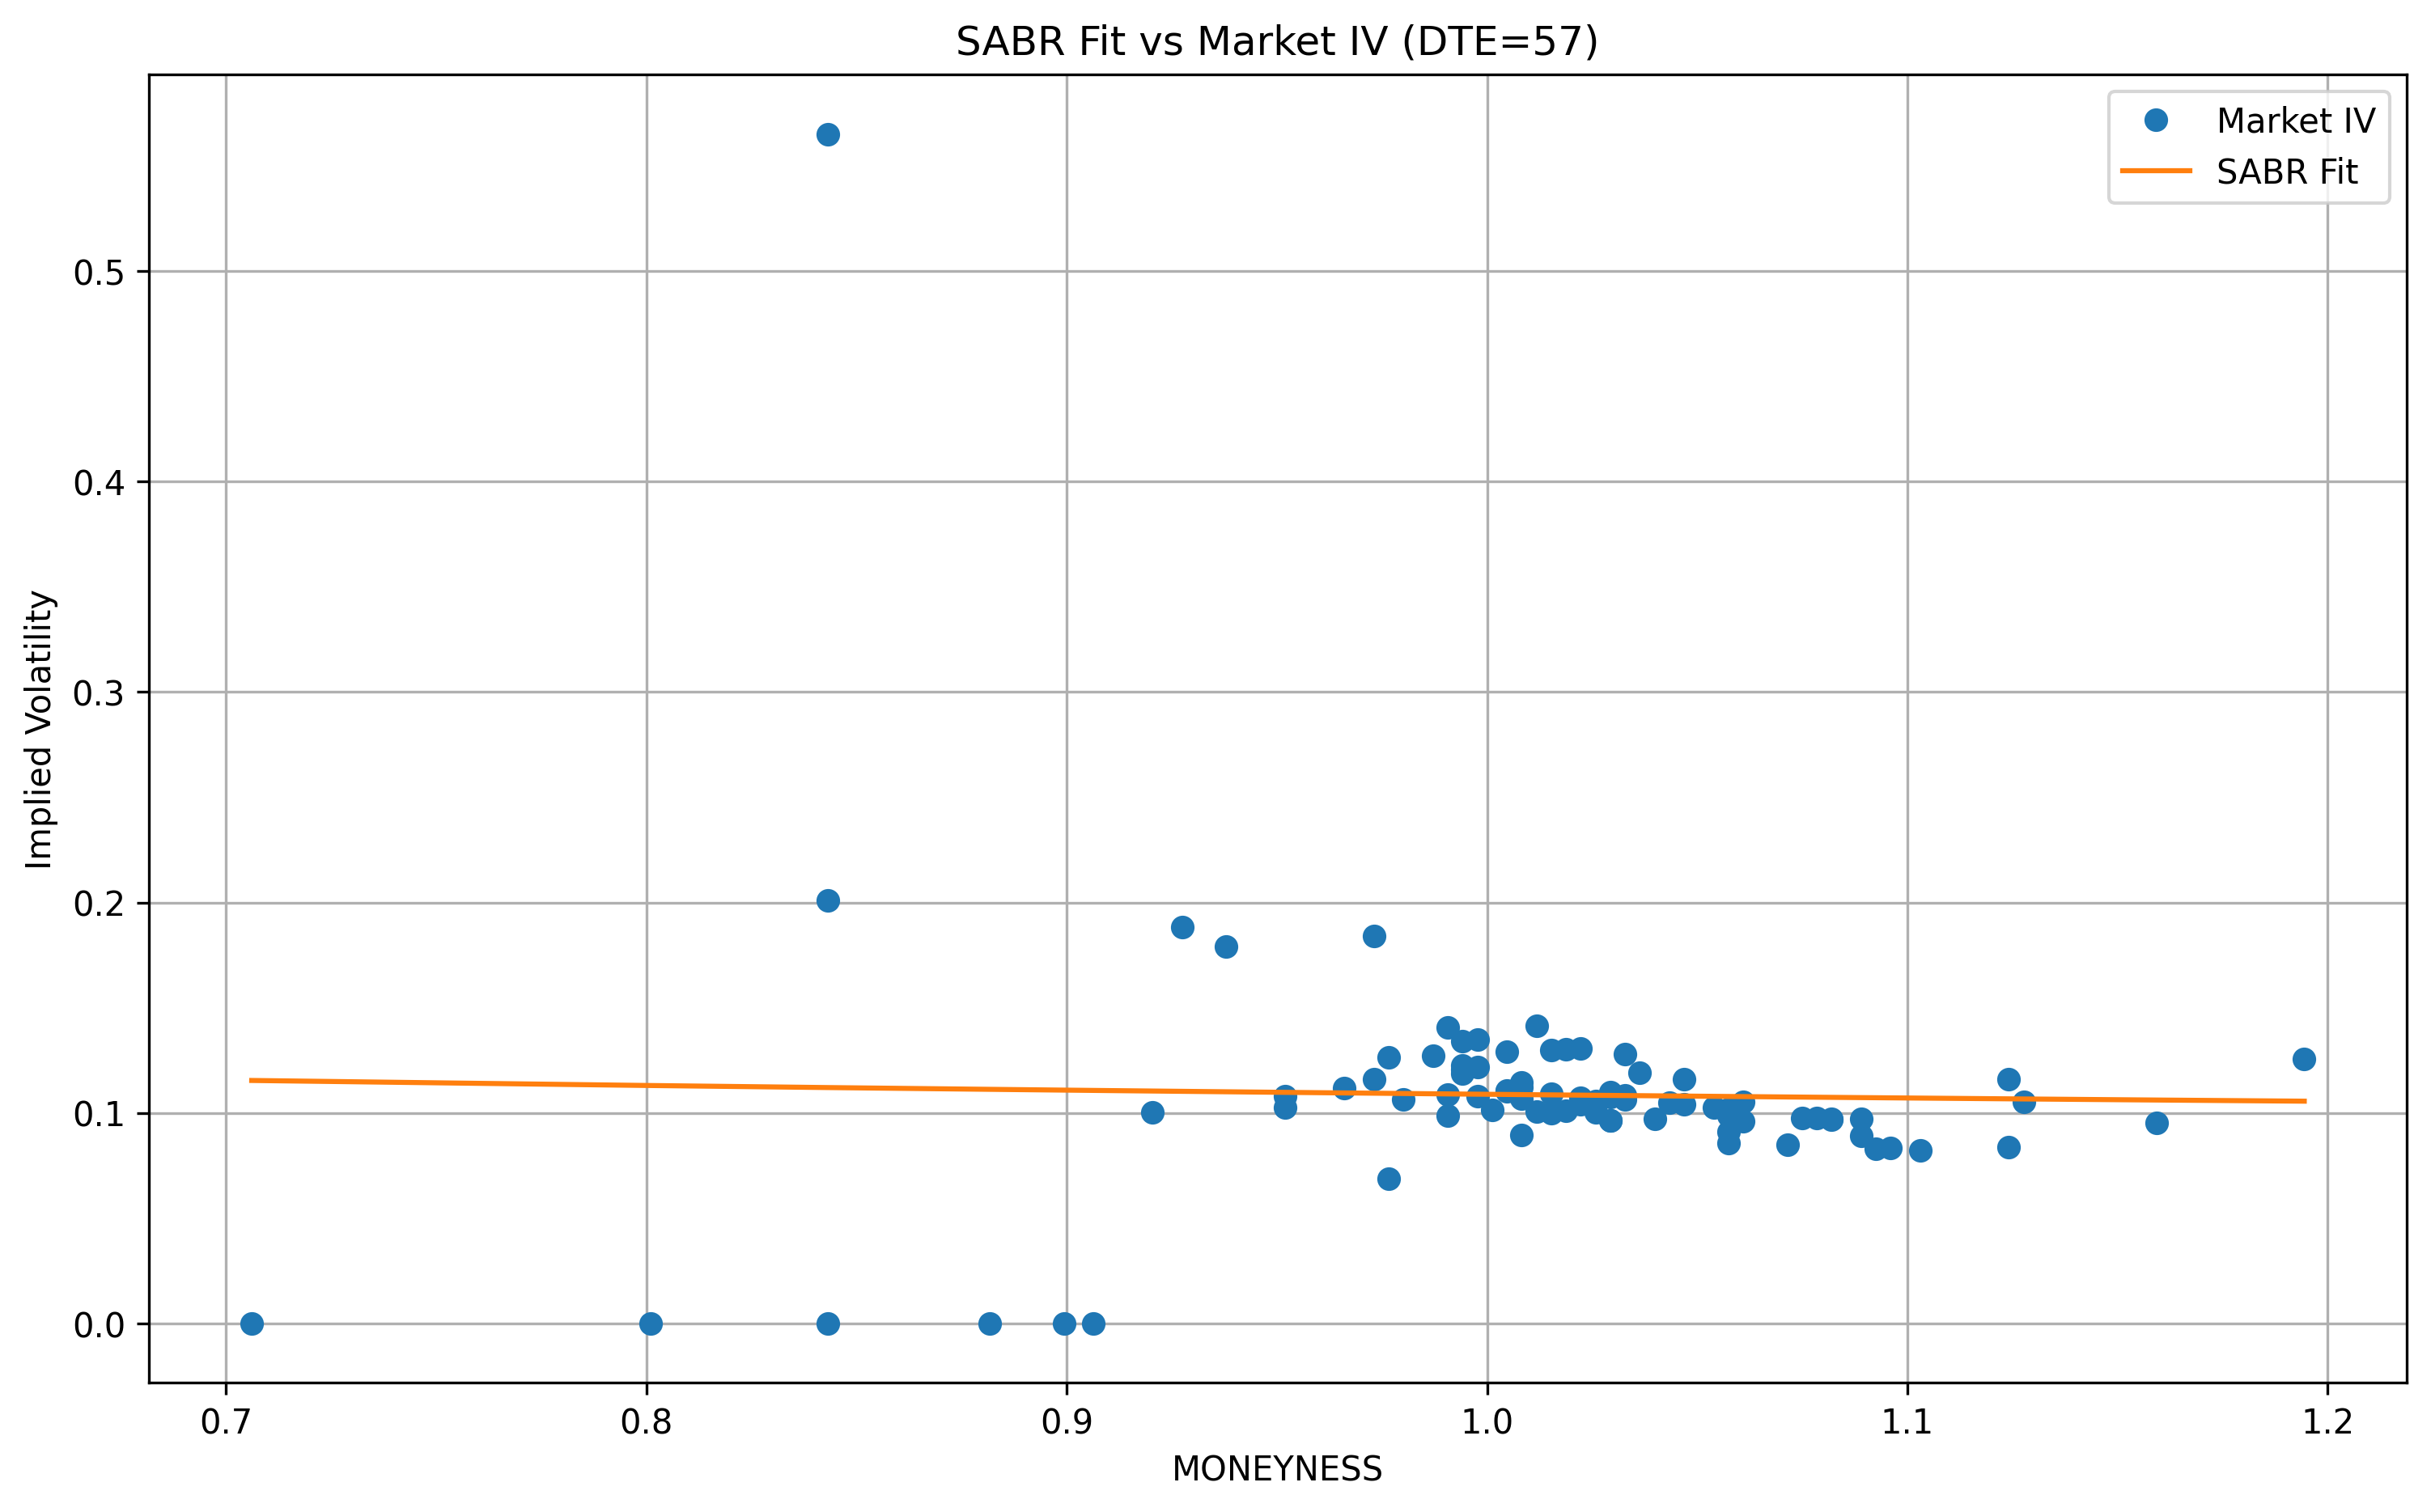 SABR Fit vs Market IV (DTE=57)
Market IV
SABR Fit
Implied Volatility
0.5
0.4
0.3
0.2
0.1
0.0
0.7
0.8
0.9
1.0
1.1
1.2
MONEYNESS